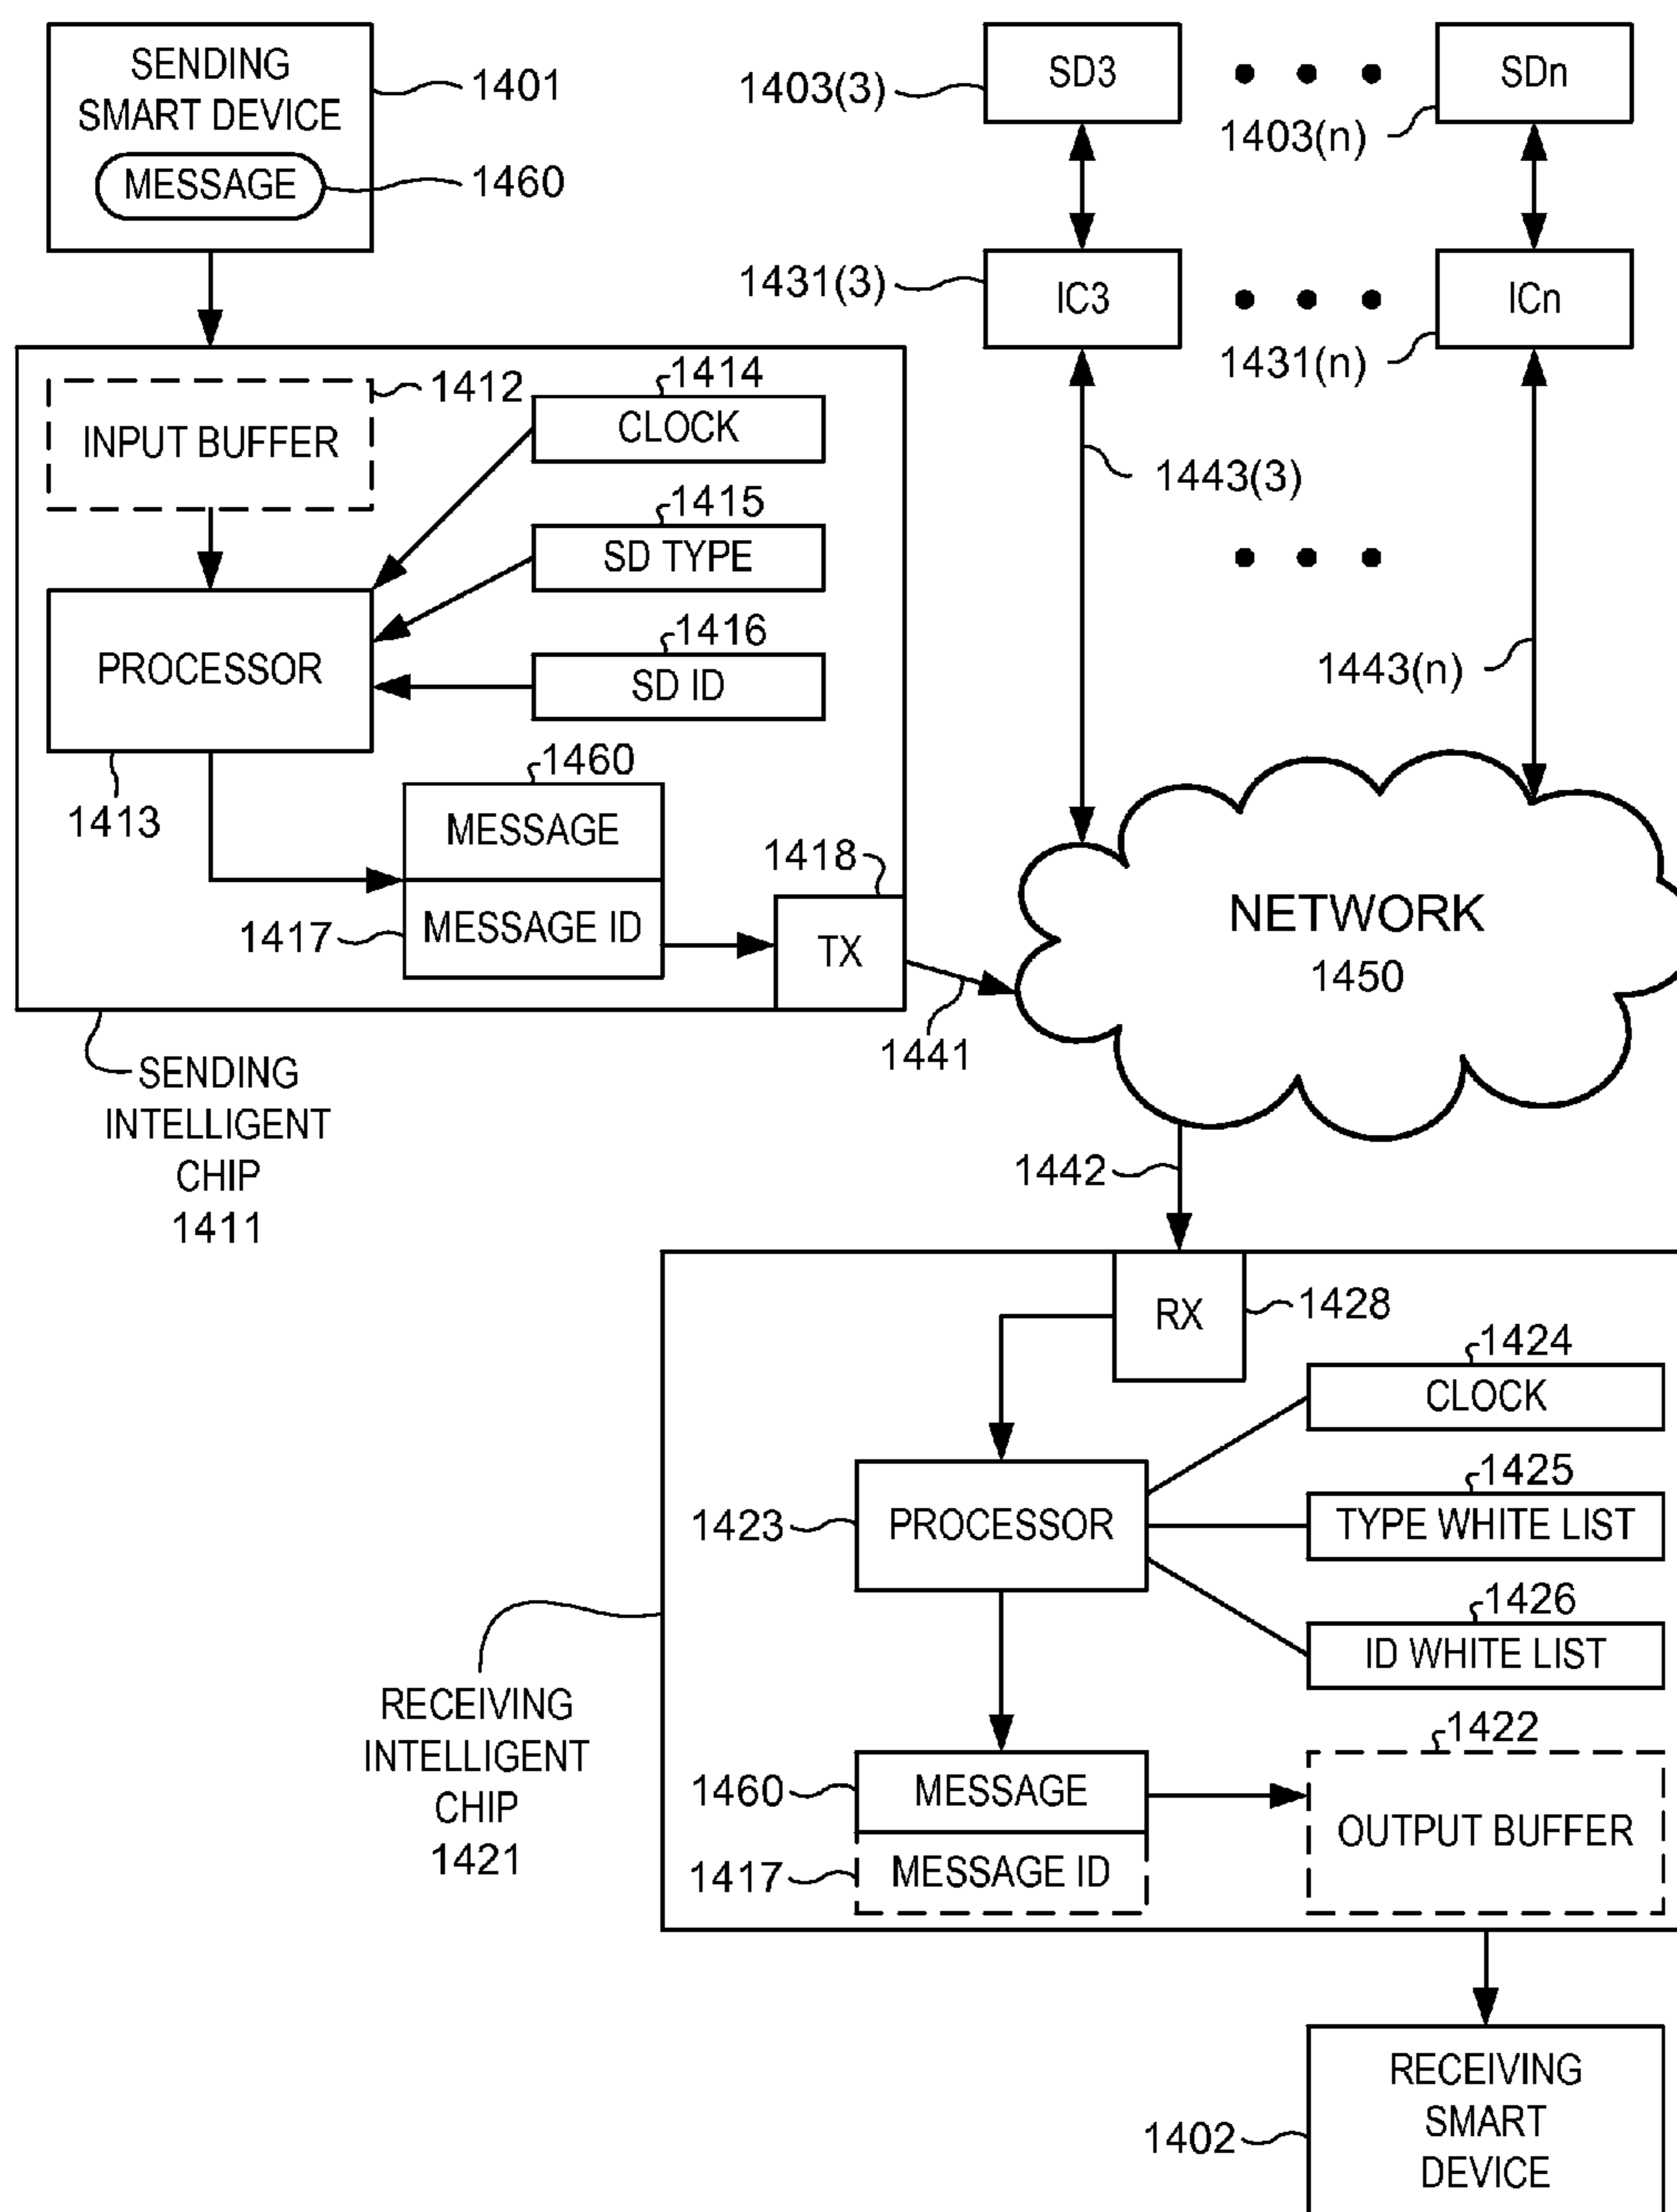 SENDING
SMART DEVICE
1401
MESSAGE
1460
SD3
1403(3)
SDn
1403(n)
1431(3)
IC3
ICn
1431(n)
1412
INPUT BUFFER
1414
CLOCK
1415
SD TYPE
1416
SD ID
PROCESSOR
1413
1460
MESSAGE
1417
MESSAGE ID
1418
TX
1441
1443(3)
1443(n)
NETWORK
1450
SENDING
INTELLIGENT
CHIP
1411
1442
RX
1428
1424
CLOCK
1425
TYPE WHITE LIST
1426
ID WHITE LIST
1423
PROCESSOR
RECEIVING
INTELLIGENT
CHIP
1421
1460
MESSAGE
1417
MESSAGE ID
1422
OUTPUT BUFFER
1402
RECEIVING
SMART
DEVICE